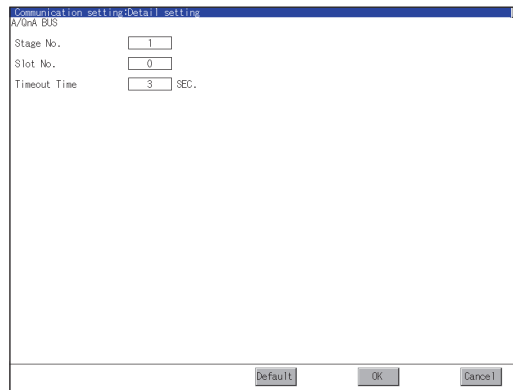 Communication setting:Detail setting
A/QnA BUS
Stage No. 1
Slot No. 0
Timeout Time 3 SEC.
Default OK Cancel